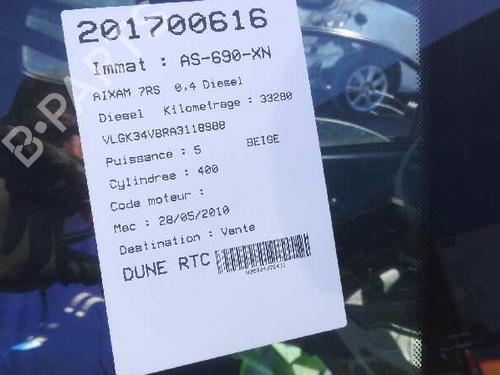 201700616
Immat : AS-690-XN
AIXAM 7RS 0,4 Diesel
Diesel Kilometrage : 33280
VLGK34VBRA3118988
Puissance : 5 BEIGE
Cylindree : 400
Code moteur :
Mec : 28/05/2010
Destination : Vente
DUNE RTC
B-PARTS